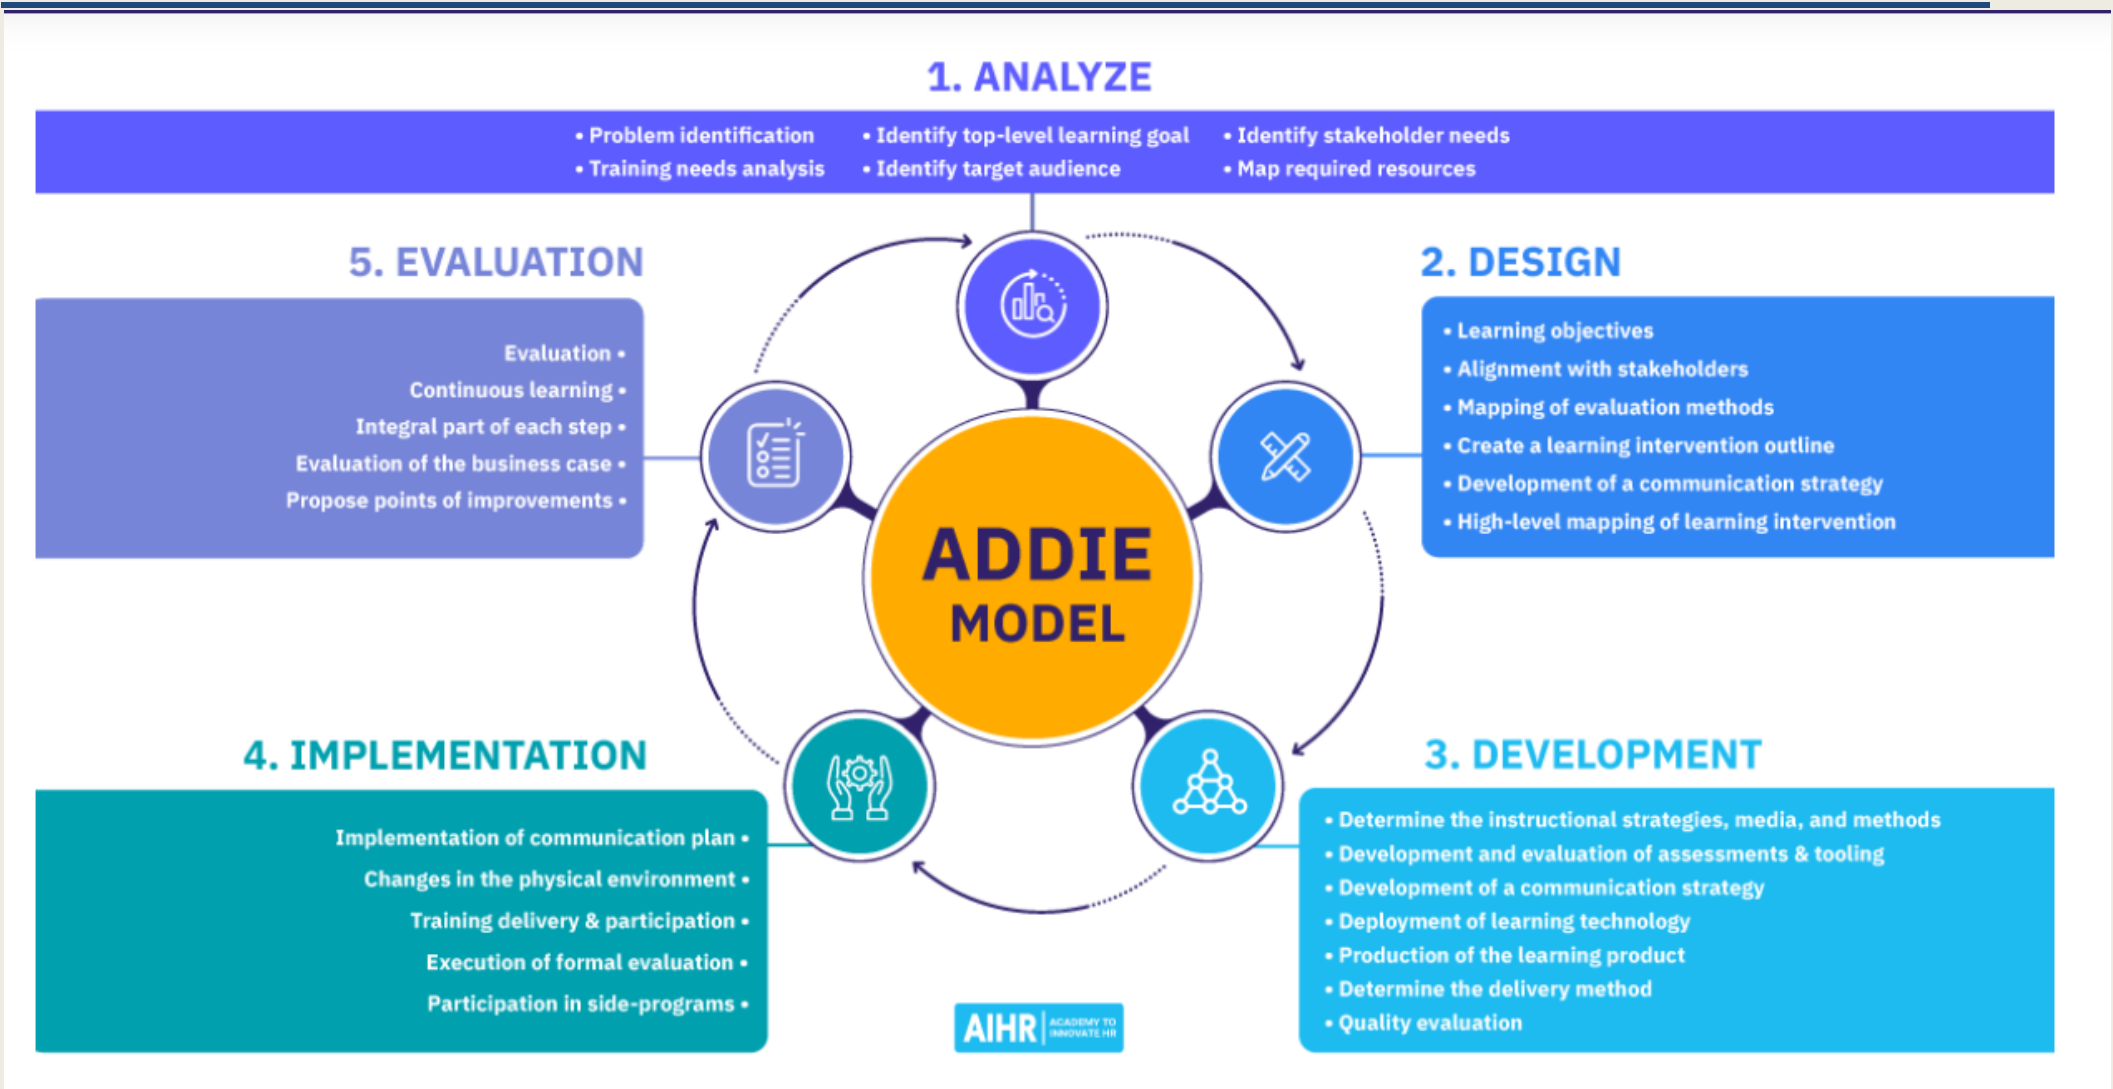 1. ANALYZE
• Problem identification
• Training needs analysis
• Identify top-level learning goal
• Identify target audience
• Identify stakeholder needs
• Map required resources
2. DESIGN
• Learning objectives
• Alignment with stakeholders
• Mapping of evaluation methods
• Create a learning intervention outline
• Development of a communication strategy
• High-level mapping of learning intervention
3. DEVELOPMENT
• Determine the instructional strategies, media, and methods
• Development and evaluation of assessments & tooling
• Development of a communication strategy
• Deployment of learning technology
• Production of the learning product
• Determine the delivery method
• Quality evaluation
4. IMPLEMENTATION
Implementation of communication plan •
Changes in the physical environment •
Training delivery & participation •
Execution of formal evaluation •
Participation in side-programs •
5. EVALUATION
Evaluation •
Continuous learning •
Integral part of each step •
Evaluation of the business case •
Propose points of improvements •
ADDIE
MODEL
AIHR
ACADEMY TO
INNOVATE HR